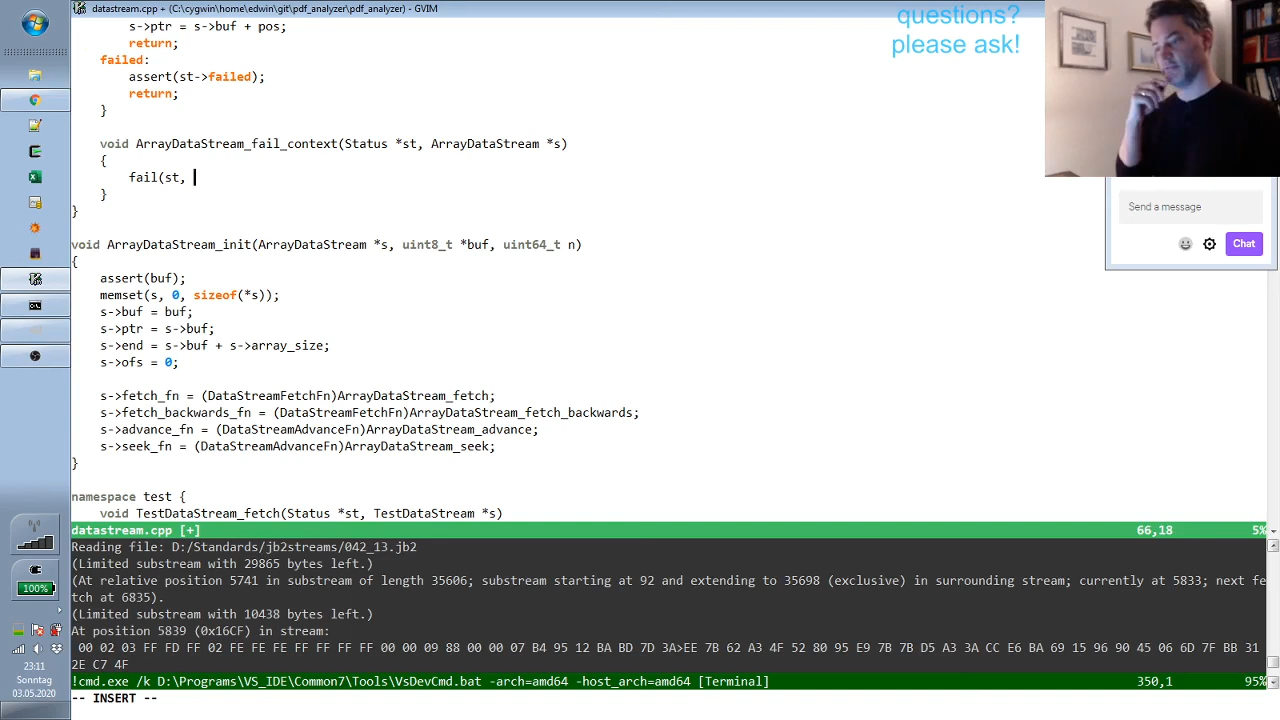 datastream.cpp + (C:\cygwin\home\edwin\git\pdf_analyzer\pdf_analyzer) - GVIM
questions?
please ask!
s->ptr = s->buf + pos;
return;
failed:
assert(st->failed);
return;
}
void ArrayDataStream_fail_context(Status *st, ArrayDataStream *s)
{
fail(st,
}
}
void ArrayDataStream_init(ArrayDataStream *s, uint8_t *buf, uint64_t n)
{
assert(buf);
memset(s, 0, sizeof(*s));
s->buf = buf;
s->ptr = s->buf;
s->end = s->buf + s->array_size;
s->ofs = 0;
s->fetch_fn = (DataStreamFetchFn)ArrayDataStream_fetch;
s->fetch_backwards_fn = (DataStreamFetchFn)ArrayDataStream_fetch_backwards;
s->advance_fn = (DataStreamAdvanceFn)ArrayDataStream_advance;
s->seek_fn = (DataStreamAdvanceFn)ArrayDataStream_seek;
}
namespace test {
void TestDataStream_fetch(Status *st, TestDataStream *s)
datastream.cpp [+] 66,18 5%
Reading file: D:/Standards/jb2streams/042_13.jb2
(Limited substream with 29865 bytes left.)
(At relative position 5741 in substream of length 35606; substream starting at 92 and extending to 35698 (exclusive) in surrounding stream; currently at 5833; next fe
tch at 6835).
(Limited substream with 10438 bytes left.)
At position 5839 (0x16CF) in stream:
00 02 03 FF FD FF 02 FE FE FE FF FF FF FF 00 00 09 88 00 00 07 B4 95 12 BA BD 7D 3A>EE 7B 62 A3 4F 52 80 95 E9 7B 7B D5 A3 3A CC E6 BA 69 15 96 90 45 06 6D 7F BB 31
2E C7 4F
!cmd.exe /k D:\Programs\VS_IDE\Common7\Tools\VsDevCmd.bat -arch=amd64 -host_arch=amd64 [Terminal] 350,1 95%
-- INSERT --
Send a message
Chat
100%
23:11
Sonntag
03.05.2020